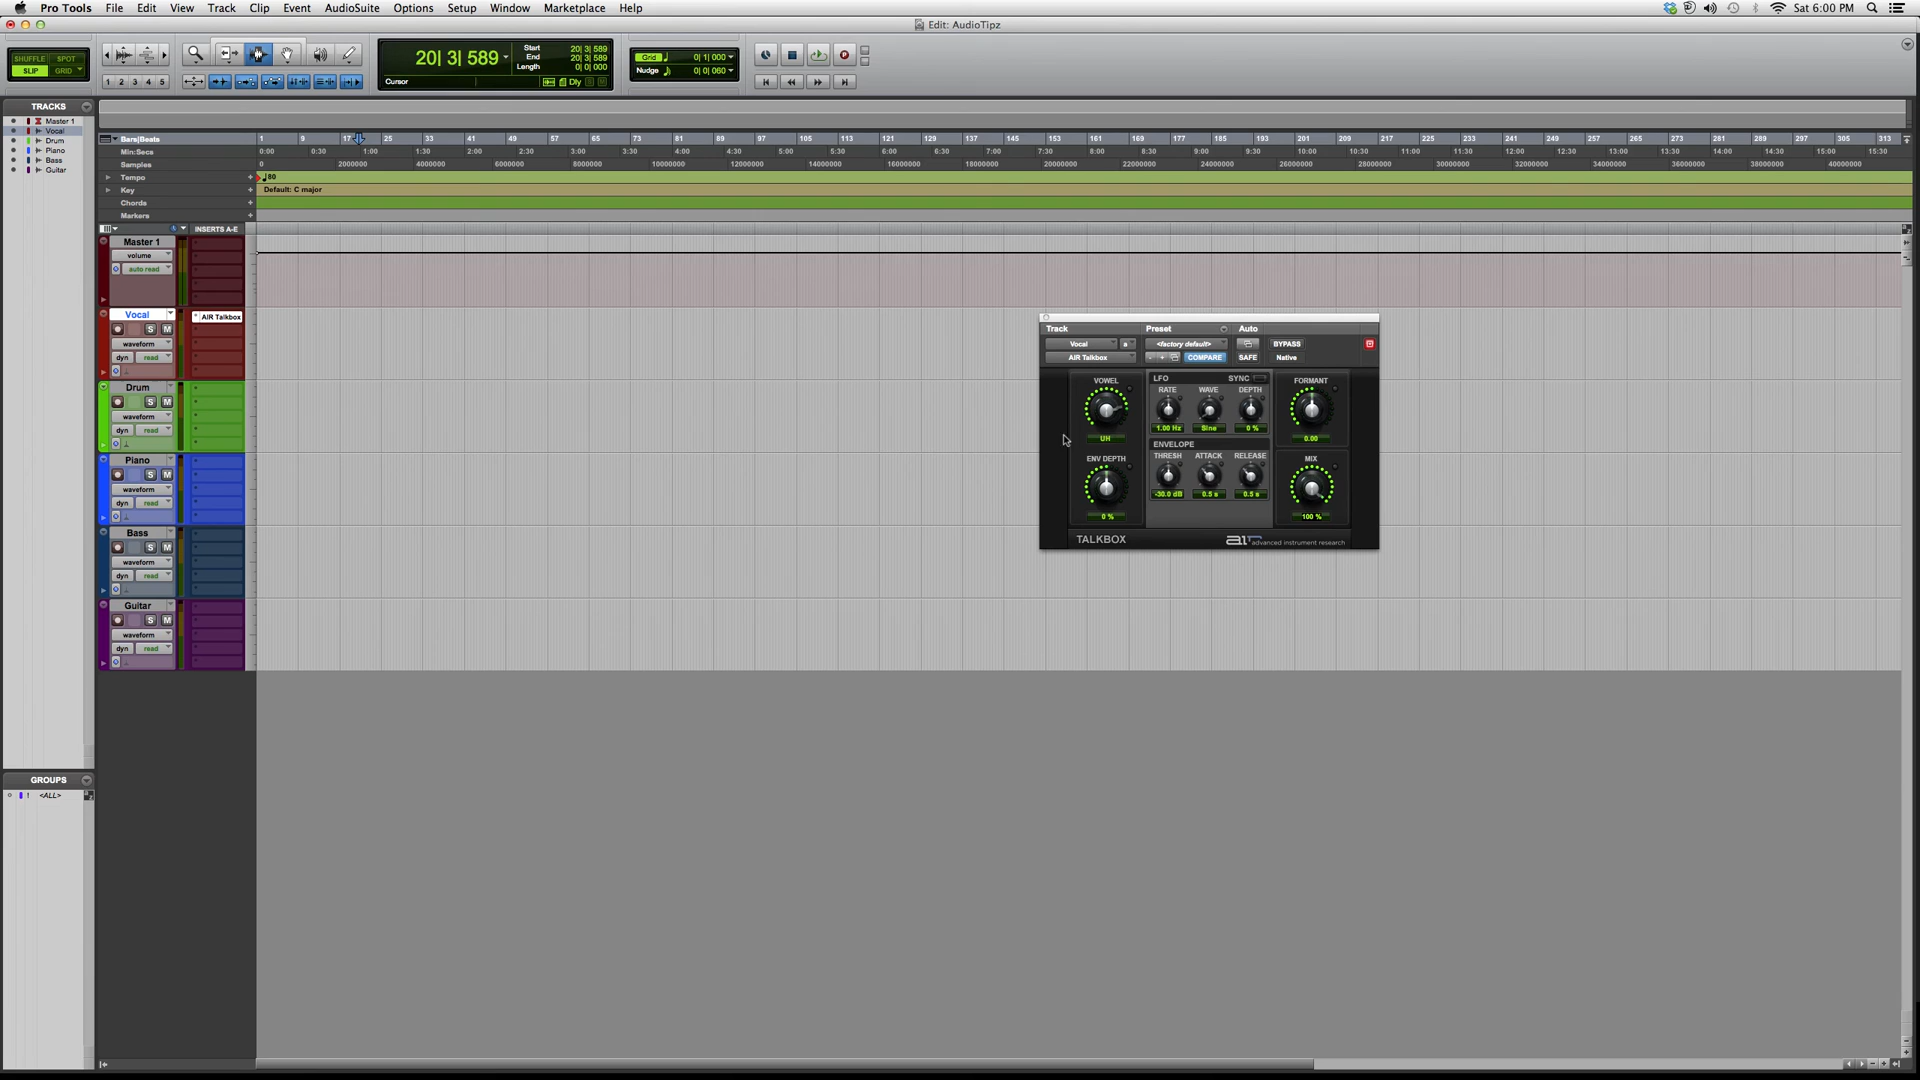 Pro Tools File Edit View Track Clip Event AudioSuite Options Setup Window Marketplace Help Sat 6:00 PM
Edit: AudioTipz
SHUFFLE SPOT
SLIP GRID
1 2 3 4 5
20| 3| 589
Cursor
Start 20| 3| 589
End 20| 3| 589
Length 0| 0| 000
Dly
Grid 0| 1| 000
Nudge 0| 0| 060
TRACKS
Master 1
Vocal
Drum
Piano
Bass
Guitar
Bars|Beats 1 9 17 25 33 41 49 57 65 73 81 89 97 105 113 121 129 137 145 153 161 169 177 185 193 201 209 217 225 233 241 249 257 265 273 281 289 297 305 313
Min:Secs 0:00 0:30 1:00 1:30 2:00 2:30 3:00 3:30 4:00 4:30 5:00 5:30 6:00 6:30 7:00 7:30 8:00 8:30 9:00 9:30 10:00 10:30 11:00 11:30 12:00 12:30 13:00 13:30 14:00 14:30 15:00 15:30
Samples 0 2000000 4000000 6000000 8000000 10000000 12000000 14000000 16000000 18000000 20000000 22000000 24000000 26000000 28000000 30000000 32000000 34000000 36000000 38000000 40000000
Tempo + 80
Key + Default: C major
Chords +
Markers +
INSERTS A-E
Master 1
volume
auto read
Vocal
AIR Talkbox
S M
waveform
dyn read
Drum
S M
waveform
dyn read
Piano
S M
waveform
dyn read
Bass
S M
waveform
dyn read
Guitar
S M
waveform
dyn read
Track Preset Auto
Vocal a <factory default> BYPASS
AIR Talkbox - + COMPARE SAFE Native
VOWEL
UH
ENV DEPTH
0 %
LFO SYNC
RATE WAVE DEPTH
1.00 Hz Sine 0 %
ENVELOPE
THRESH ATTACK RELEASE
-30.0 dB 0.5 s 0.5 s
FORMANT
0.00
MIX
100 %
TALKBOX
air advanced instrument research
GROUPS
! <ALL>